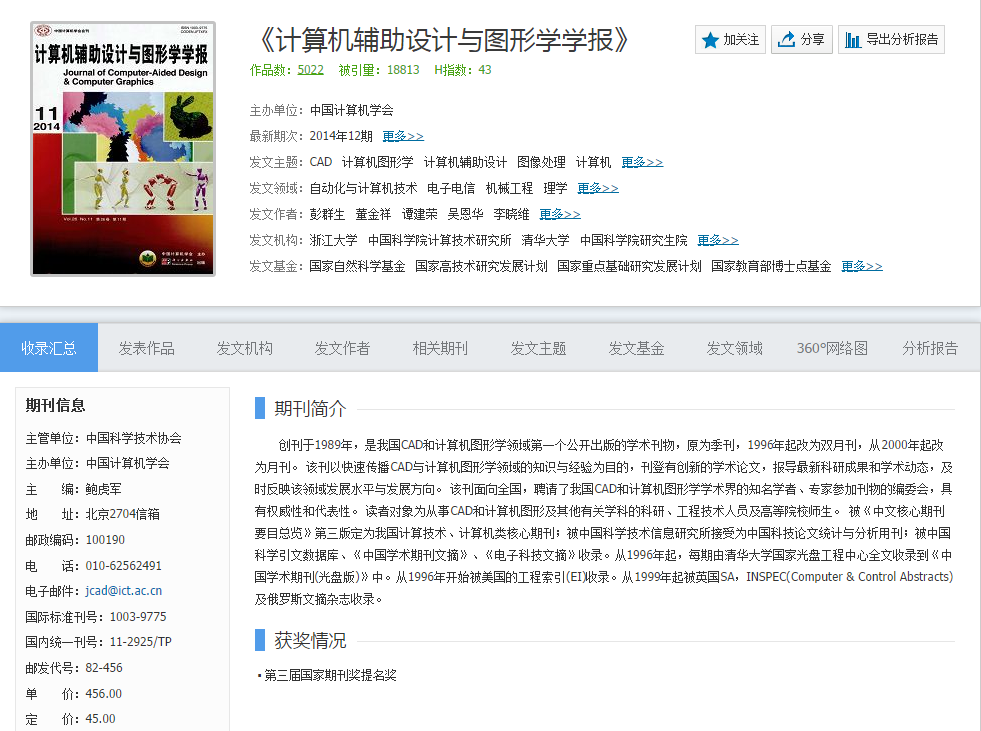 中国计算机学会会刊
ISSN 1003-9775
CODEN JFTXFX
计算机辅助设计与图形学学报
Journal of Computer-Aided Design
& Computer Graphics
11
2014
Vol.26 No.11 第26卷 第11期
中国计算机学会 主办
《计算机辅助设计与图形学学报》
作品数：5022 被引量：18813 H指数：43
加关注
分享
导出分析报告
主办单位：中国计算机学会
最新期次：2014年12期 更多>>
发文主题：CAD 计算机图形学 计算机辅助设计 图像处理 计算机 更多>>
发文领域：自动化与计算机技术 电子电信 机械工程 理学 更多>>
发文作者：彭群生 董金祥 谭建荣 吴恩华 李晓维 更多>>
发文机构：浙江大学 中国科学院计算技术研究所 清华大学 中国科学院研究生院 更多>>
发文基金：国家自然科学基金 国家高技术研究发展计划 国家重点基础研究发展计划 国家教育部博士点基金 更多>>
收录汇总 发表作品 发文机构 发文作者 相关期刊 发文主题 发文基金 发文领域 360°网络图 分析报告
期刊信息
主管单位：中国科学技术协会
主办单位：中国计算机学会
主 编：鲍虎军
地 址：北京2704信箱
邮政编码：100190
电 话：010-62562491
电子邮件：jcad@ict.ac.cn
国际标准刊号：1003-9775
国内统一刊号：11-2925/TP
邮发代号：82-456
单 价：456.00
定 价：45.00
期刊简介
创刊于1989年，是我国CAD和计算机图形学领域第一个公开出版的学术刊物，原为季刊，1996年起改为双月刊，从2000年起改
为月刊。 该刊以快速传播CAD与计算机图形学领域的知识与经验为目的，刊登有创新的学术论文，报导最新科研成果和学术动态，及
时反映该领域发展水平与发展方向。 该刊面向全国，聘请了我国CAD和计算机图形学学术界的知名学者、专家参加刊物的编委会，具
有权威性和代表性。 读者对象为从事CAD和计算机图形及其他有关学科的科研、工程技术人员及高等院校师生。 被《中文核心期刊
要目总览》第三版定为我国计算技术、计算机类核心期刊；被中国科学技术信息研究所接受为中国科技论文统计与分析用刊；被中国
科学引文数据库、《中国学术期刊文摘》、《电子科技文摘》收录。从1996年起，每期由清华大学国家光盘工程中心全文收录到《中
国学术期刊(光盘版)》中。从1996年开始被美国的工程索引(EI)收录。从1999年起被英国SA，INSPEC(Computer & Control Abstracts)
及俄罗斯文摘杂志收录。
获奖情况
• 第三届国家期刊奖提名奖